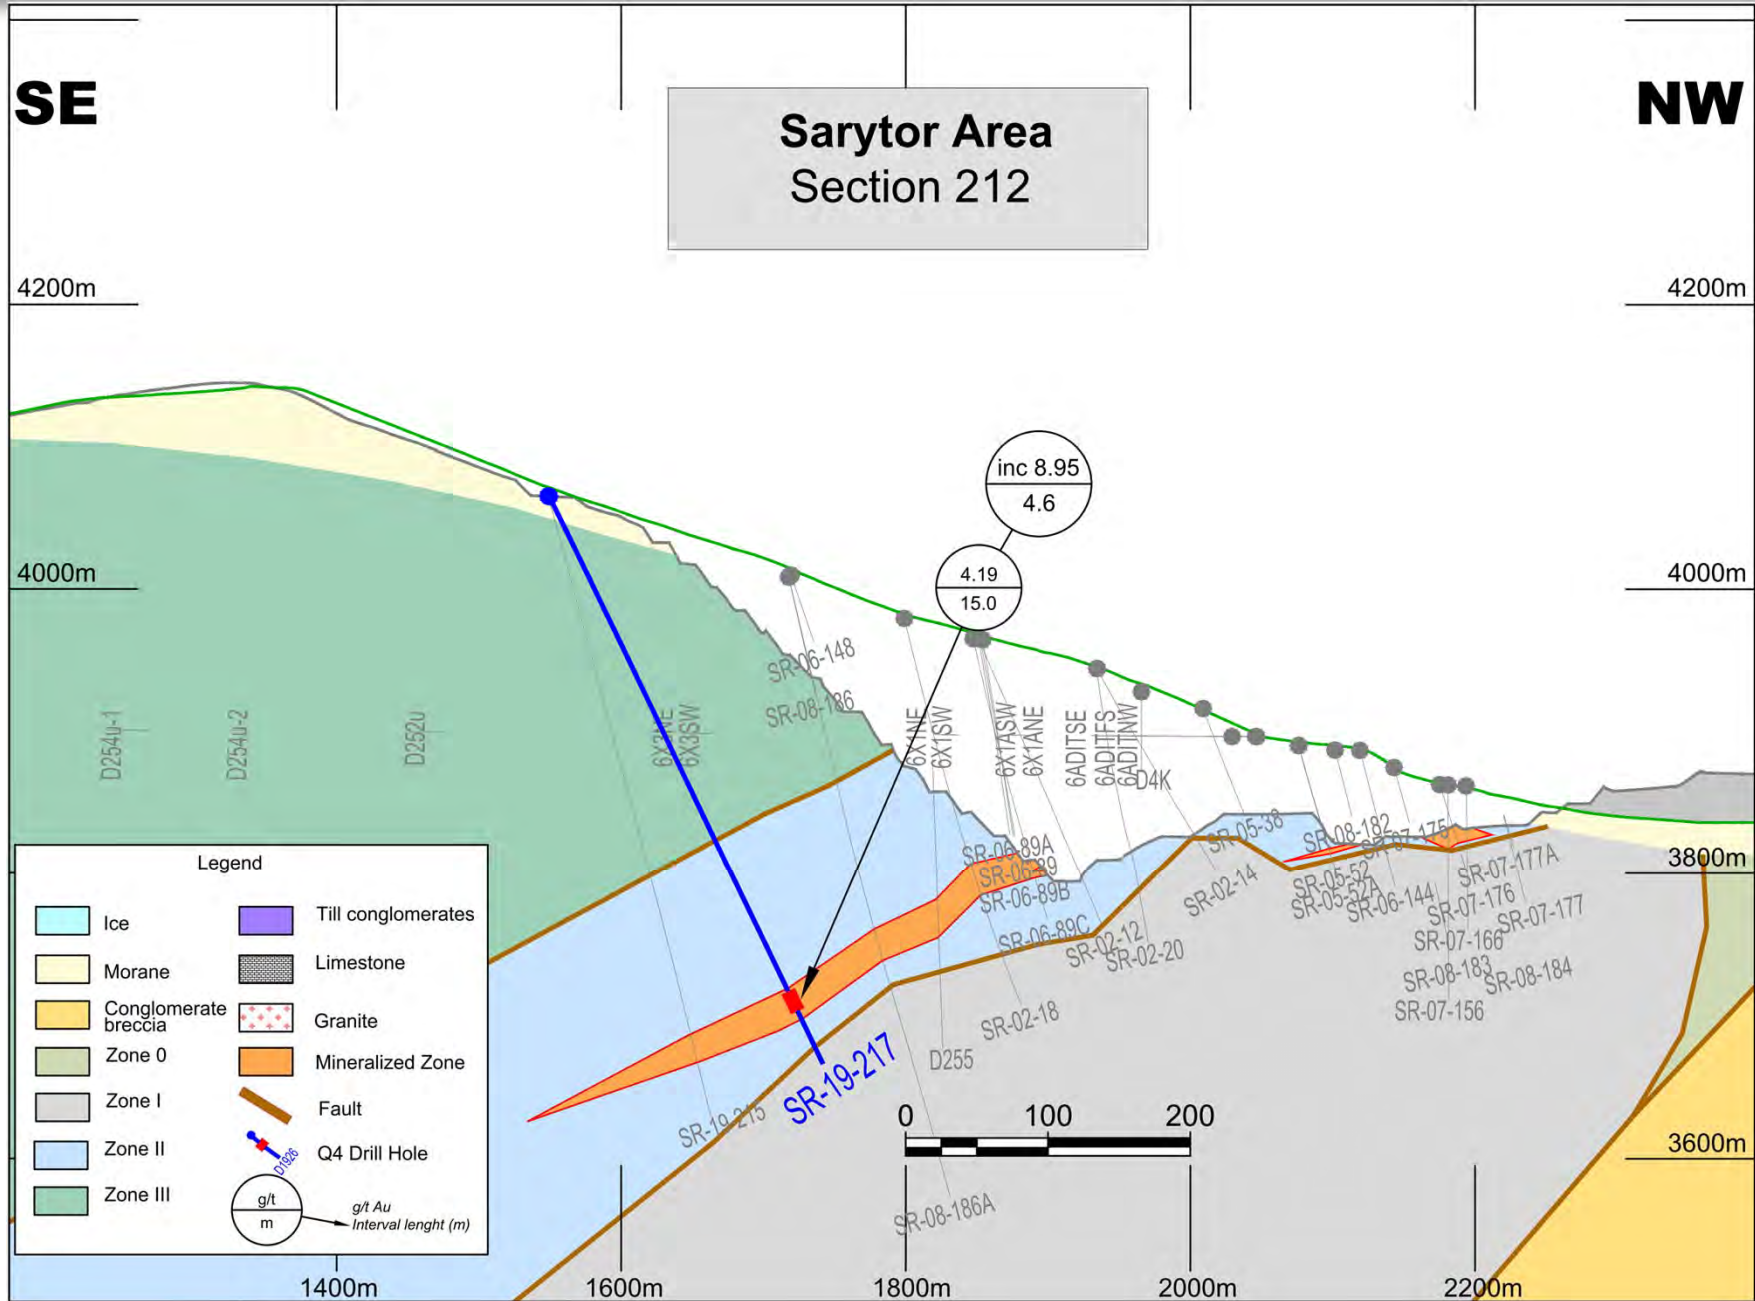 SE
NW
Sarytor Area
Section 212
4200m
4200m
inc 8.95
4.6
4000m
4000m
4.19
15.0
SR-06-148
SR-08-186
D254u-1
D254u-2
D252u
6X3NE
6X3SW
6X1NE
6X1SW
6X1ASW
6X1ANE
6ADITSE
6ADITFS
6ADITNW
D4K
SR-05-38
SR-08-182
SR-07-175
SR-06-89A
SR-06-89
SR-06-89B
SR-06-89C
SR-02-12
SR-02-20
SR-02-14
SR-05-52
SR-05-52A
SR-06-144
SR-07-177A
SR-07-176
SR-07-177
SR-07-166
SR-08-183
SR-08-184
SR-07-156
3800m
SR-02-18
D255
SR-19-217
SR-19-215
SR-08-186A
0
100
200
3600m
Legend
Ice
Morane
Conglomerate
breccia
Zone 0
Zone I
Zone II
Zone III
Till conglomerates
Limestone
Granite
Mineralized Zone
Fault
Q4 Drill Hole
D1926
g/t
m
g/t Au
Interval lenght (m)
1400m
1600m
1800m
2000m
2200m